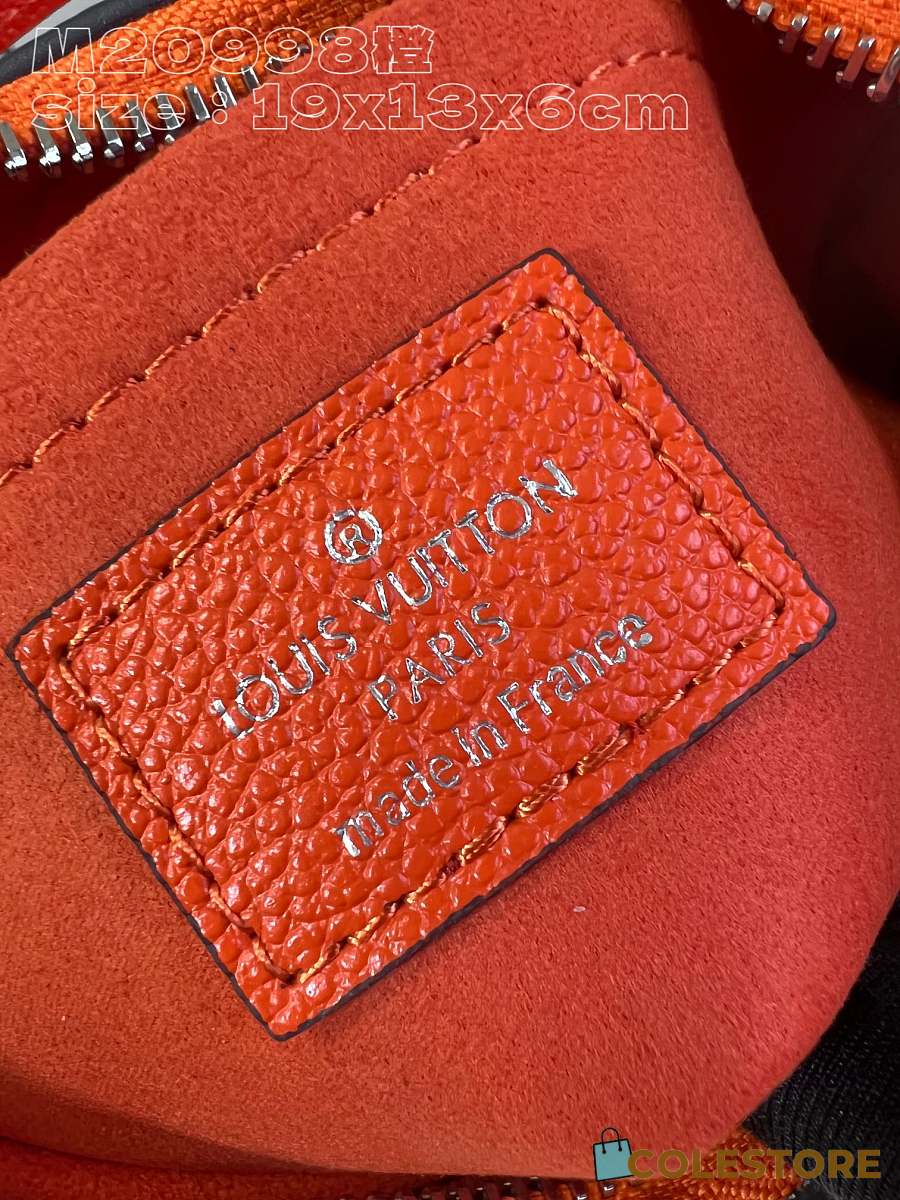 M20998橙
size : 19x13x6cm
®
LOUIS VUITTON
PARIS
made in France
COLESTORE